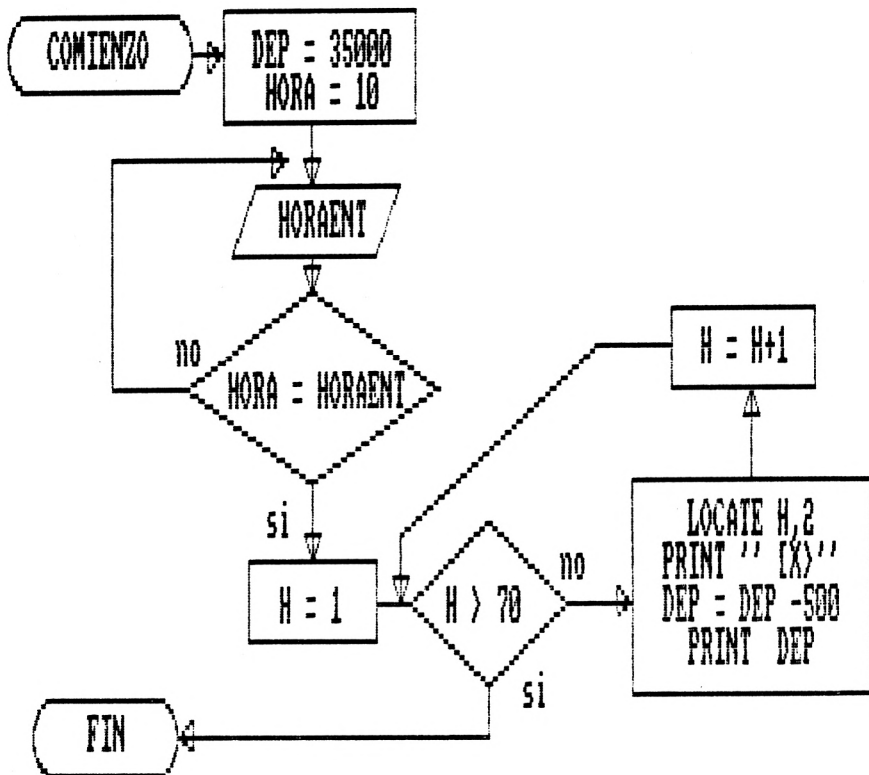 COMIENZO
DEP = 35000
HORA = 10
HORAENT
no
HORA = HORAENT
si
H = 1
H > 70
no
si
LOCATE H,2
PRINT " [X>"
DEP = DEP -500
PRINT DEP
H = H+1
FIN